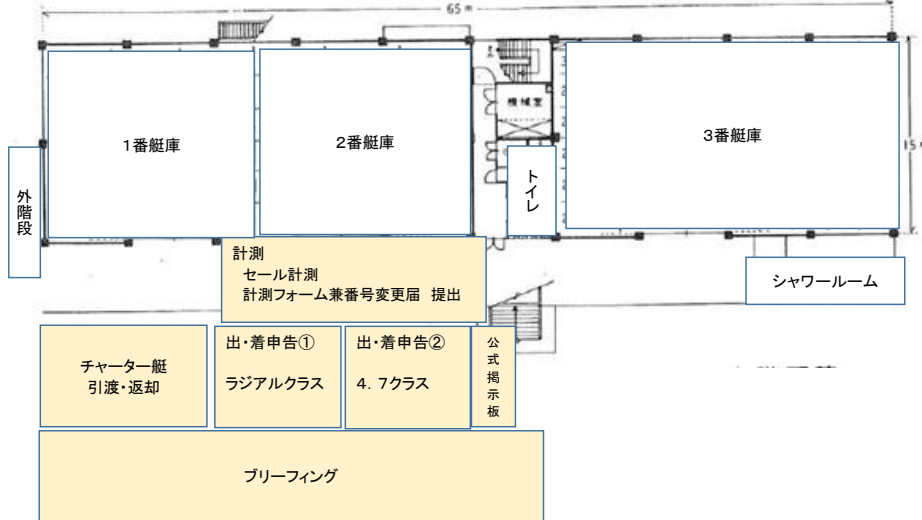 65 m
1番艇庫
2番艇庫
機械室
3番艇庫
15
外階段
トイレ
計測
セール計測
計測フォーム兼番号変更届 提出
シャワールーム
チャーター艇
引渡・返却
出・着申告①
ラジアルクラス
出・着申告②
4.7クラス
公式掲示板
ブリーフィング